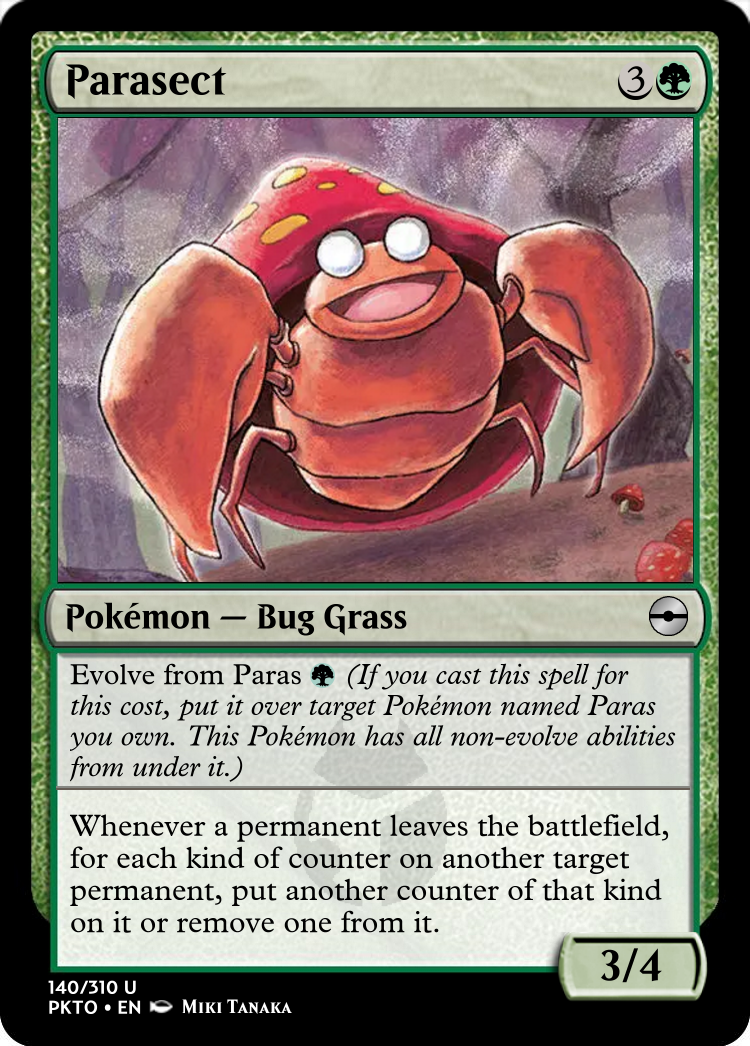 Parasect
3
Pokémon — Bug Grass
Evolve from Paras (If you cast this spell for
this cost, put it over target Pokémon named Paras
you own. This Pokémon has all non-evolve abilities
from under it.)
Whenever a permanent leaves the battlefield,
for each kind of counter on another target
permanent, put another counter of that kind
on it or remove one from it.
3/4
140/310 U
PKTO • EN Miki Tanaka